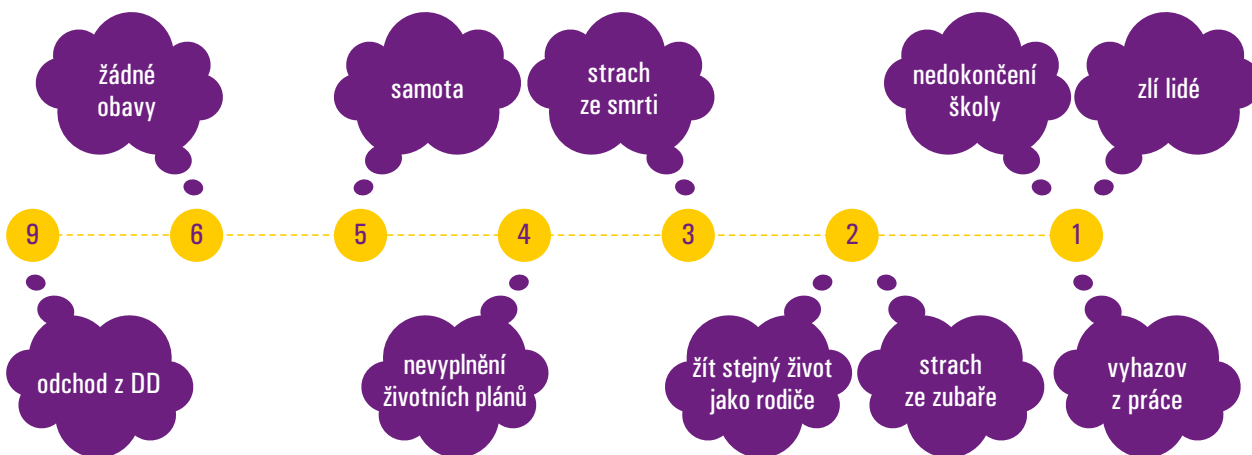 žádné
obavy
samota
strach
ze smrti
nedokončení
školy
zlí lidé
9
6
5
4
3
2
1
odchod z DD
nevyplnění
životních plánů
žít stejný život
jako rodiče
strach
ze zubaře
vyhazov
z práce